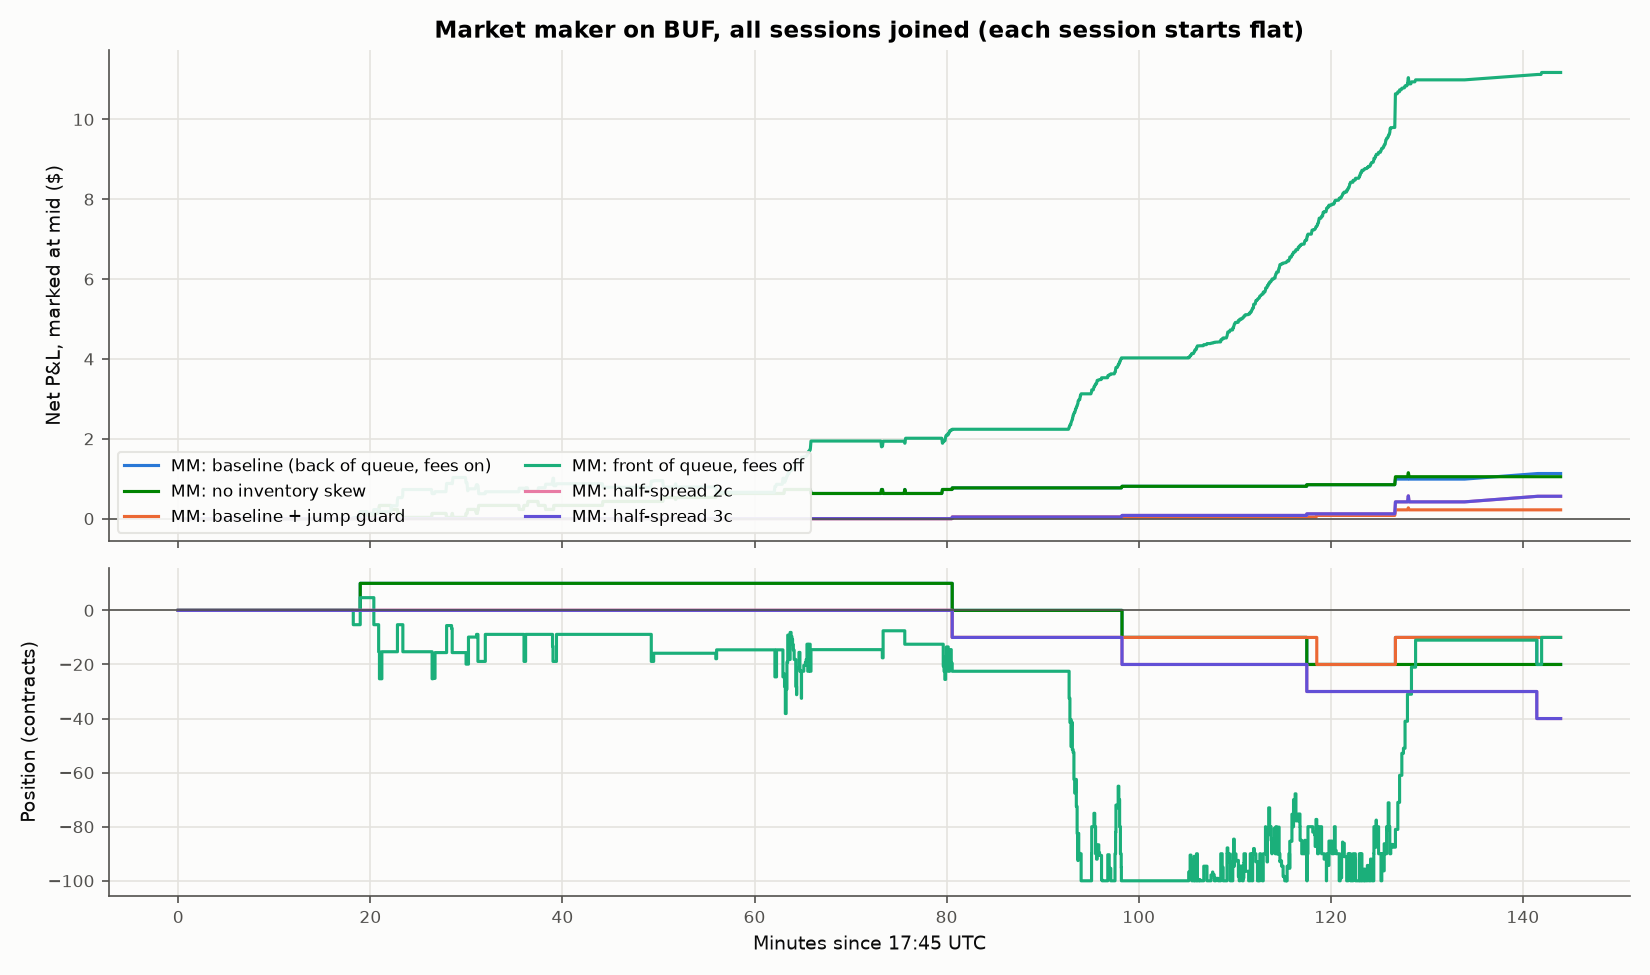 Market maker on BUF, all sessions joined (each session starts flat)
Net P&L, marked at mid ($)
10
8
6
4
2
0
MM: baseline (back of queue, fees on)
MM: no inventory skew
MM: baseline + jump guard
MM: front of queue, fees off
MM: half-spread 2c
MM: half-spread 3c
Position (contracts)
0
−20
−40
−60
−80
−100
0 20 40 60 80 100 120 140
Minutes since 17:45 UTC